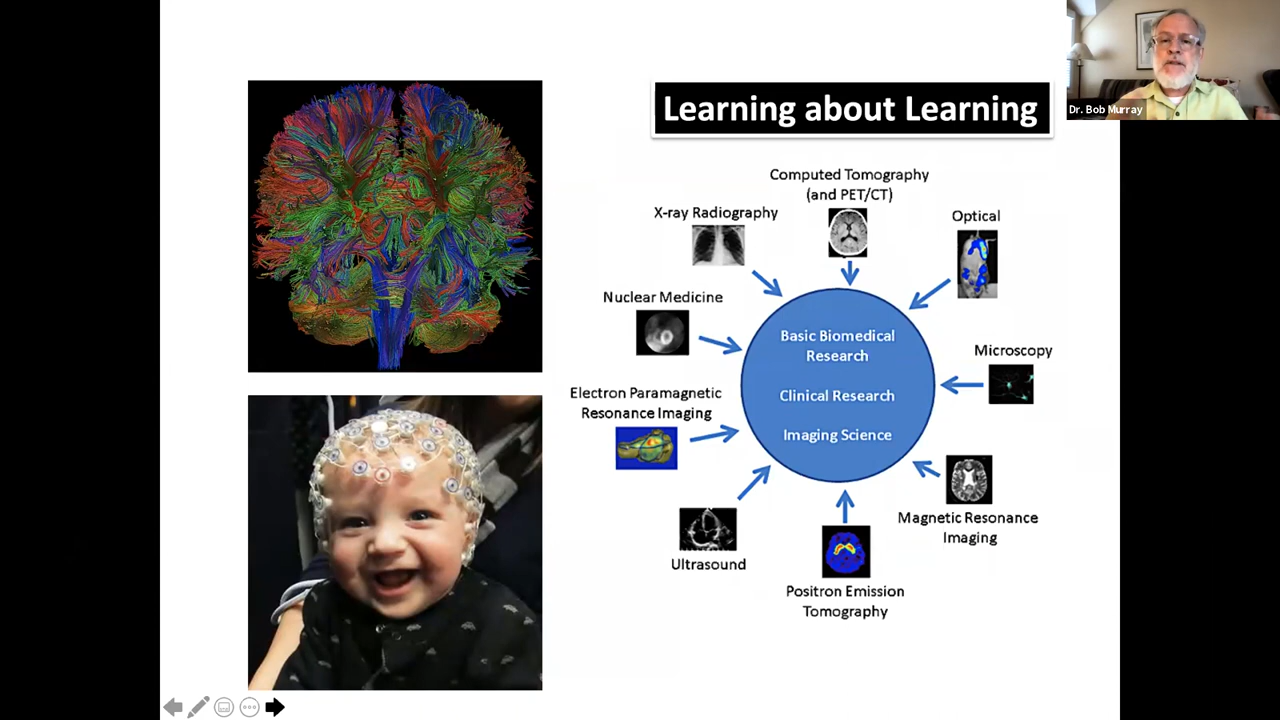 Learning about Learning
Dr. Bob Murray
Computed Tomography
(and PET/CT)
X-ray Radiography
Optical
Nuclear Medicine
Basic Biomedical
Research
Clinical Research
Imaging Science
Microscopy
Electron Paramagnetic
Resonance Imaging
Magnetic Resonance
Imaging
Ultrasound
Positron Emission
Tomography